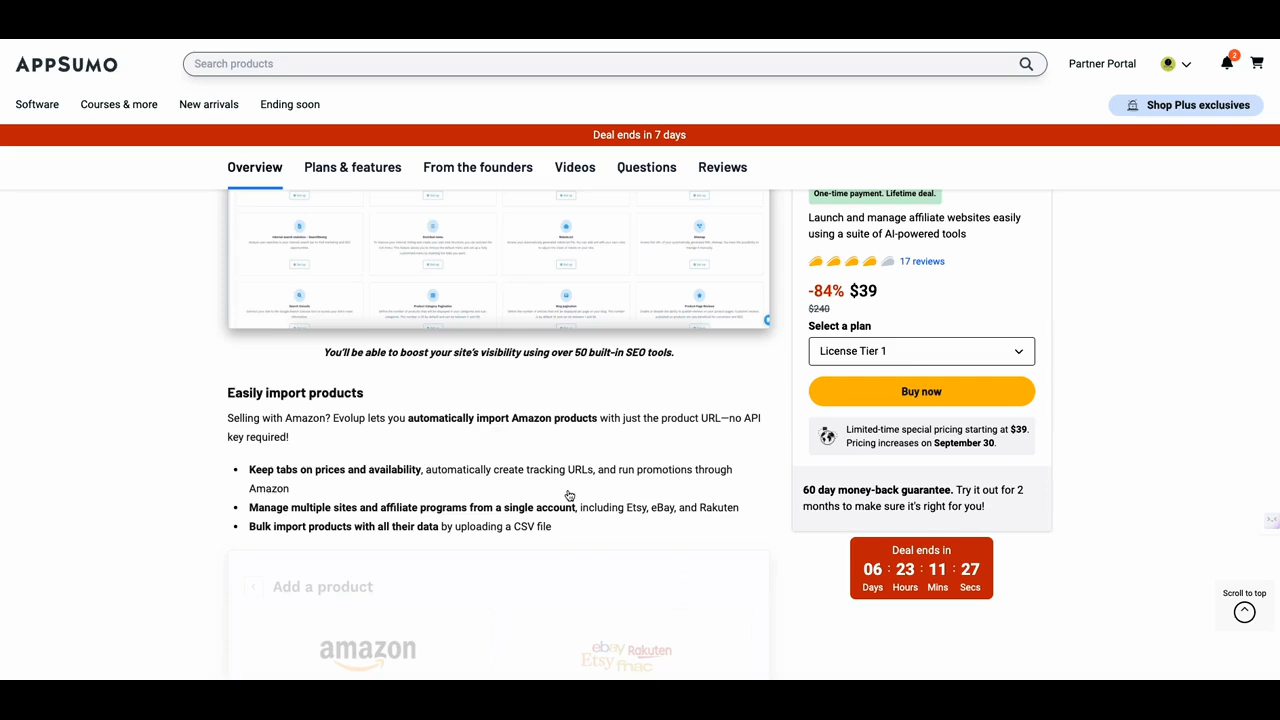 APPSUMO
Search products
Partner Portal
2
Software
Courses & more
New arrivals
Ending soon
Shop Plus exclusives
Deal ends in 7 days
Overview
Plans & features
From the founders
Videos
Questions
Reviews
One-time payment. Lifetime deal.
Launch and manage affiliate websites easily
using a suite of AI-powered tools
17 reviews
-84% $39
$240
Select a plan
License Tier 1
Buy now
Limited-time special pricing starting at $39.
Pricing increases on September 30.
60 day money-back guarantee. Try it out for 2
months to make sure it's right for you!
Deal ends in
06 : 23 : 11 : 27
Days Hours Mins Secs
Scroll to top
You'll be able to boost your site's visibility using over 50 built-in SEO tools.
Easily import products
Selling with Amazon? Evolup lets you automatically import Amazon products with just the product URL—no API
key required!
• Keep tabs on prices and availability, automatically create tracking URLs, and run promotions through
Amazon
• Manage multiple sites and affiliate programs from a single account, including Etsy, eBay, and Rakuten
• Bulk import products with all their data by uploading a CSV file
Add a product
amazon
ebay Rakuten
Etsy fnac